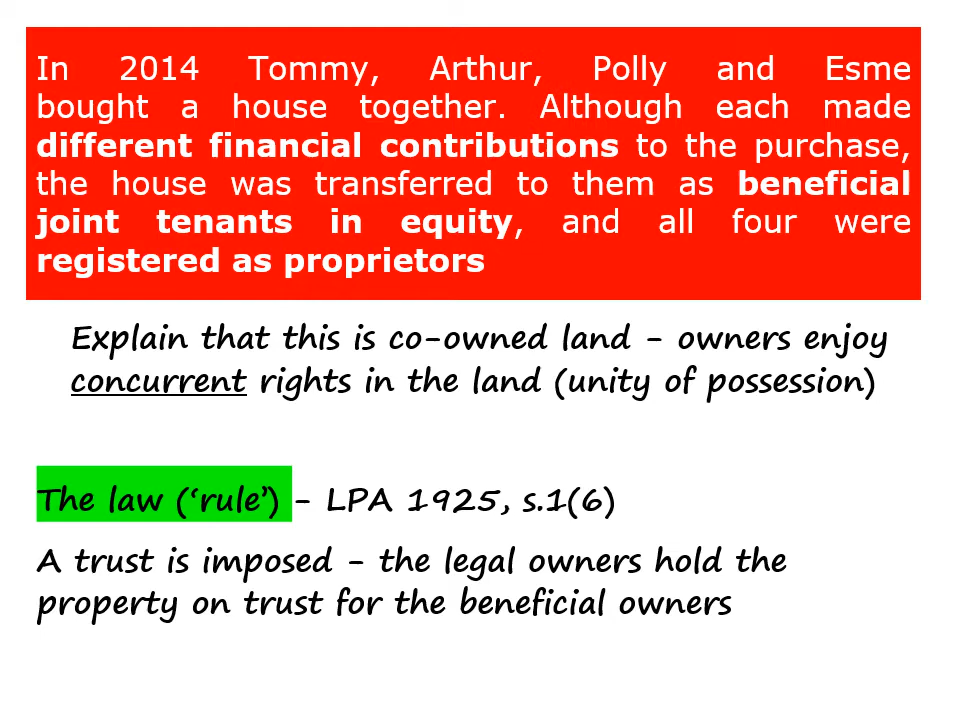 In 2014 Tommy, Arthur, Polly and Esme
bought a house together. Although each made
different financial contributions to the purchase,
the house was transferred to them as beneficial
joint tenants in equity, and all four were
registered as proprietors
Explain that this is co-owned land - owners enjoy
concurrent rights in the land (unity of possession)
The law (‘rule’) - LPA 1925, s.1(6)
A trust is imposed - the legal owners hold the
property on trust for the beneficial owners